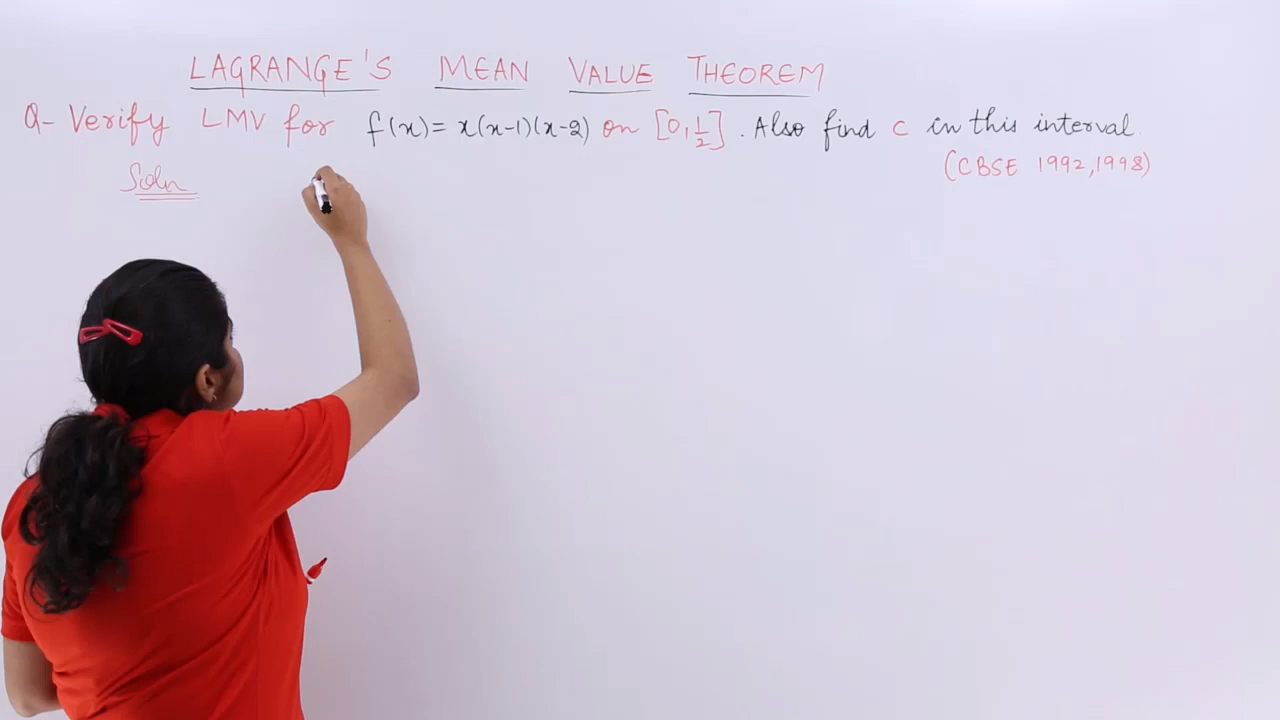 LAGRANGE'S MEAN VALUE THEOREM
Q- Verify LMV for f(x)= x(x-1)(x-2) on [0,1/2]. Also find c in this interval.
(CBSE 1992,1998)
Soln